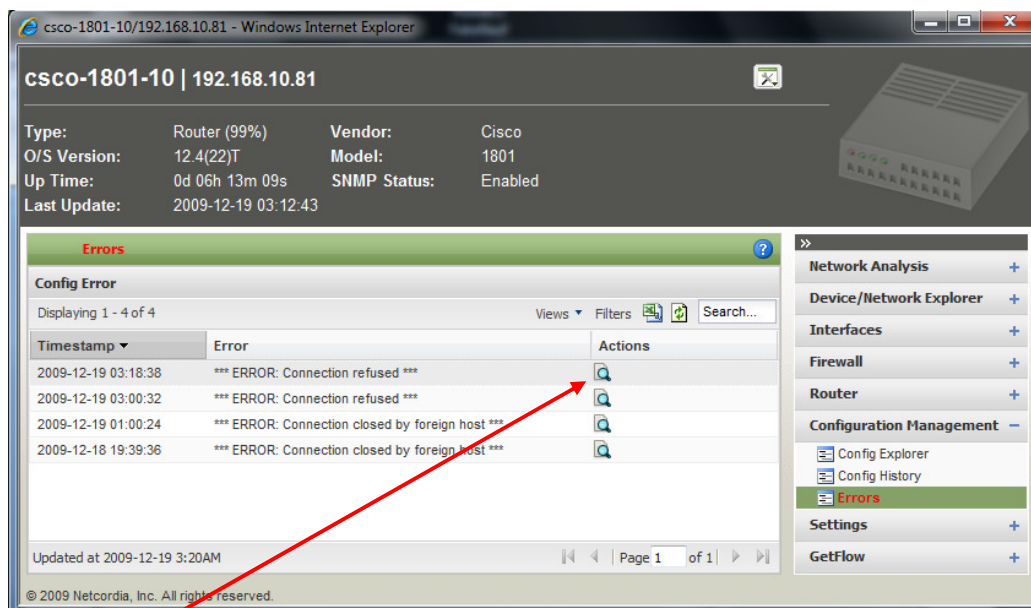 csco-1801-10/192.168.10.81 - Windows Internet Explorer
csco-1801-10 | 192.168.10.81
Type: Router (99%) Vendor: Cisco
O/S Version: 12.4(22)T Model: 1801
Up Time: 0d 06h 13m 09s SNMP Status: Enabled
Last Update: 2009-12-19 03:12:43
Errors
Config Error
Displaying 1 - 4 of 4 Views Filters Search...
Timestamp Error Actions
2009-12-19 03:18:38 *** ERROR: Connection refused ***
2009-12-19 03:00:32 *** ERROR: Connection refused ***
2009-12-19 01:00:24 *** ERROR: Connection closed by foreign host ***
2009-12-18 19:39:36 *** ERROR: Connection closed by foreign host ***
Updated at 2009-12-19 3:20AM Page 1 of 1
Network Analysis
Device/Network Explorer
Interfaces
Firewall
Router
Configuration Management
Config Explorer
Config History
Errors
Settings
GetFlow
© 2009 Netcordia, Inc. All rights reserved.